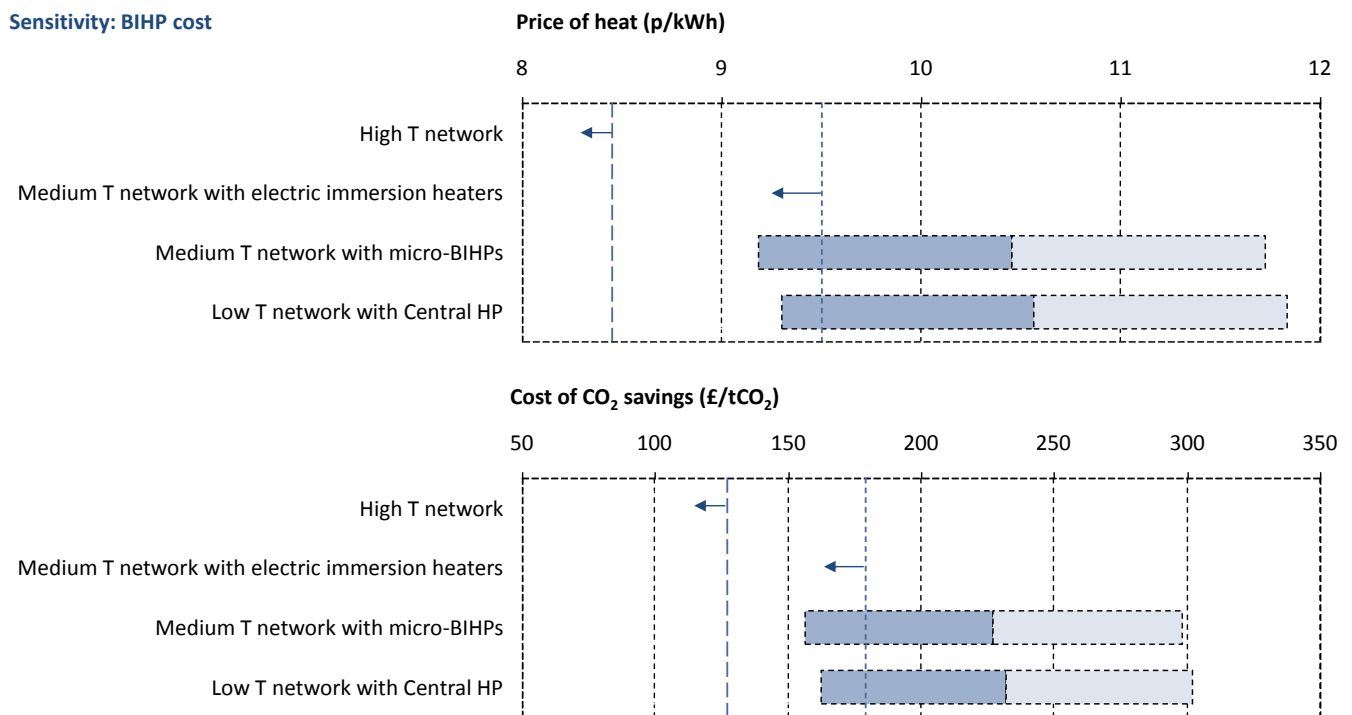 Sensitivity: BIHP cost
Price of heat (p/kWh)
8 9 10 11 12
High T network
Medium T network with electric immersion heaters
Medium T network with micro-BIHPs
Low T network with Central HP
Cost of CO₂ savings (£/tCO₂)
50 100 150 200 250 300 350
High T network
Medium T network with electric immersion heaters
Medium T network with micro-BIHPs
Low T network with Central HP